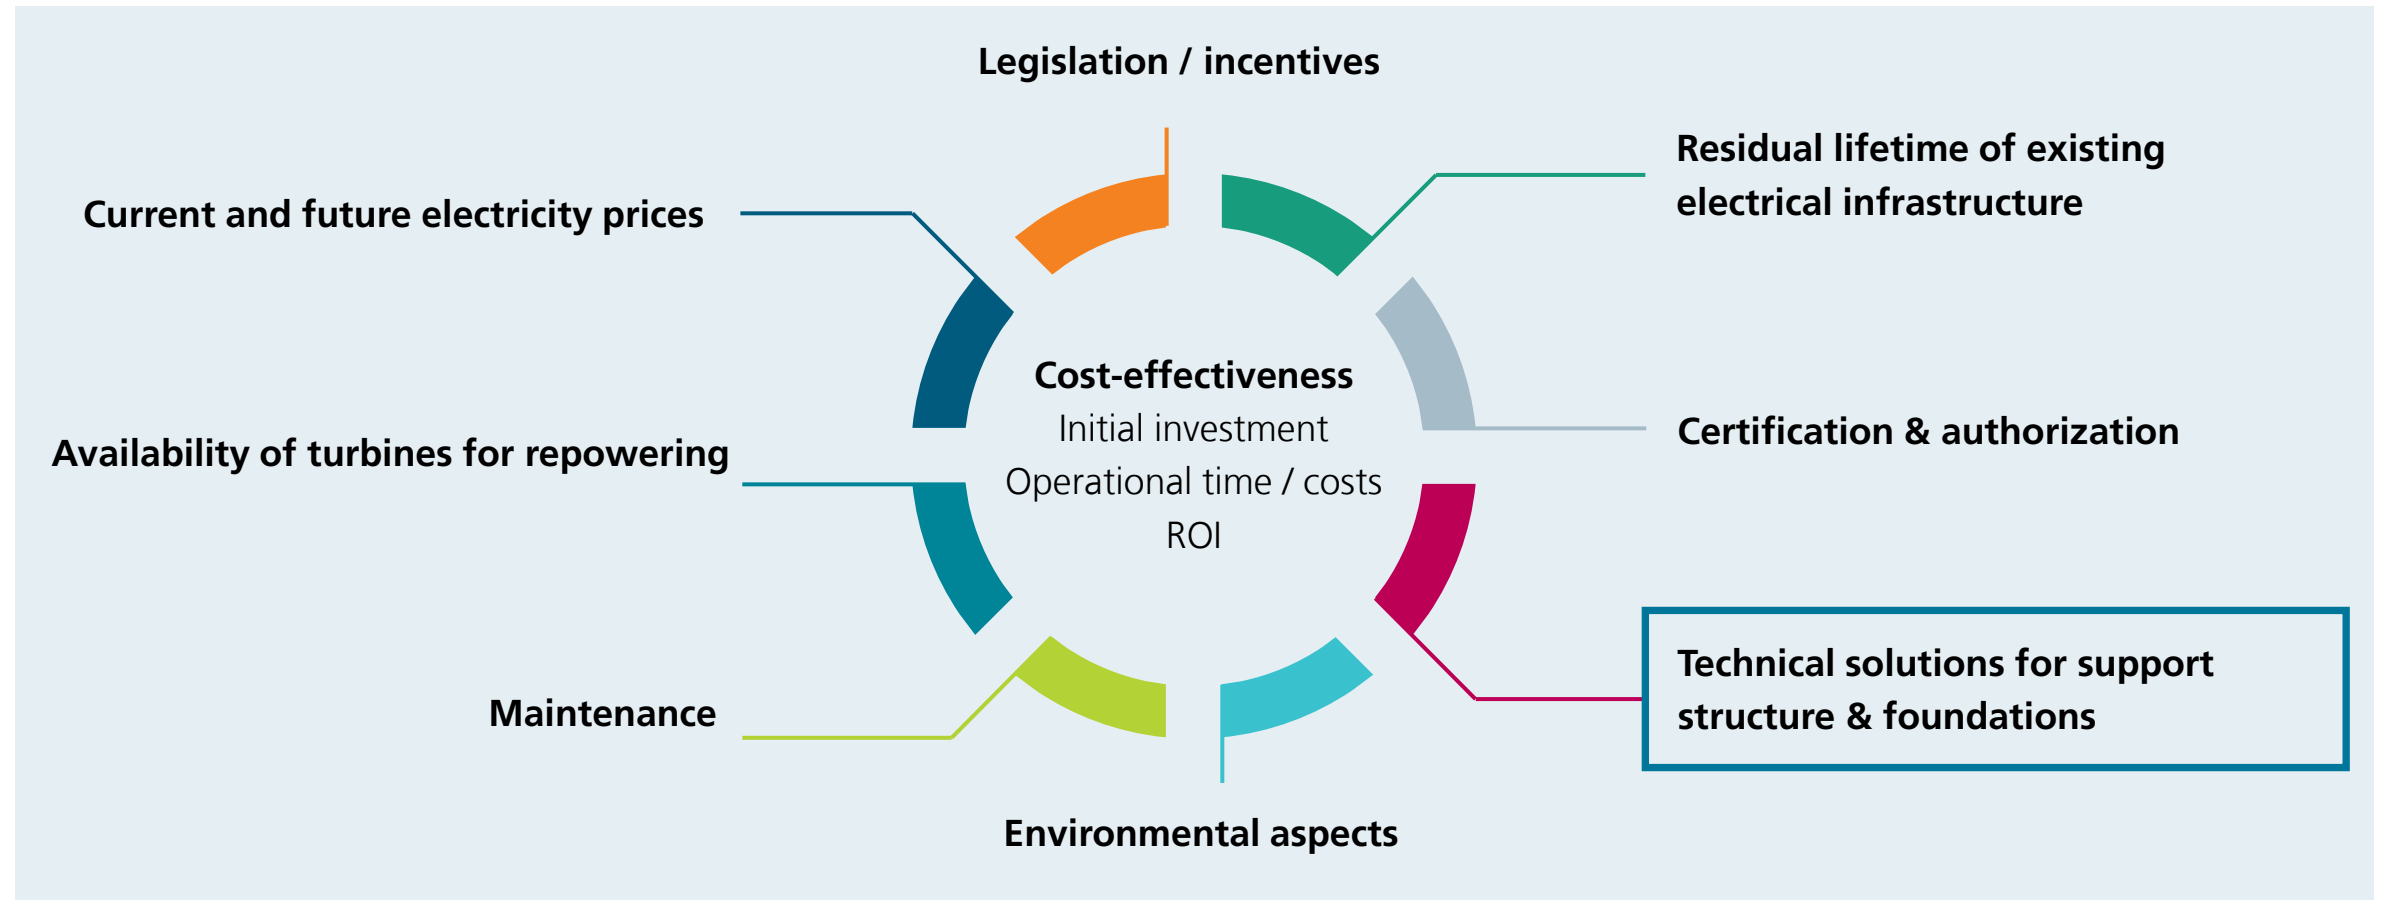 Legislation / incentives
Residual lifetime of existing
electrical infrastructure
Current and future electricity prices
Cost-effectiveness
Initial investment
Operational time / costs
ROI
Certification & authorization
Availability of turbines for repowering
Technical solutions for support
structure & foundations
Maintenance
Environmental aspects